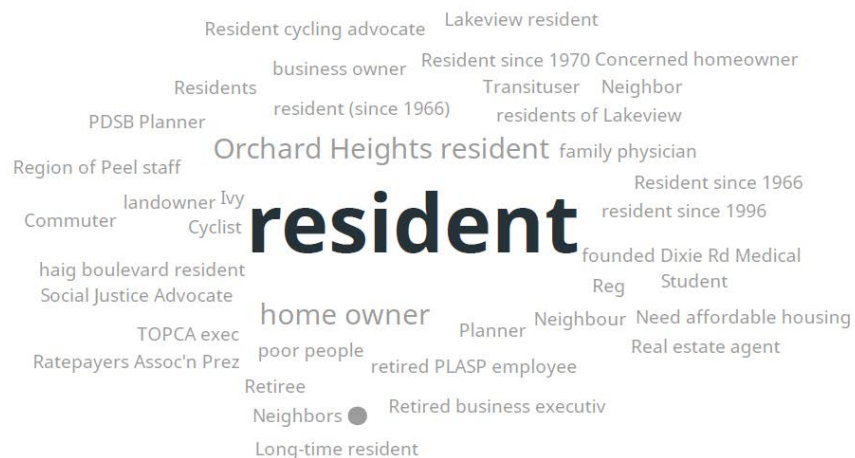 Lakeview resident
Resident cycling advocate
Resident since 1970 Concerned homeowner
business owner
Residents
Transituser Neighbor
resident (since 1966)
residents of Lakeview
PDSB Planner
Orchard Heights resident family physician
Region of Peel staff
Resident since 1966
landowner Ivy
resident
resident since 1996
Commuter
Cyclist
founded Dixie Rd Medical
haig boulevard resident
Student
Reg
Social Justice Advocate
home owner
Neighbour Need affordable housing
Planner
TOPCA exec
Real estate agent
poor people
Ratepayers Assoc'n Prez
retired PLASP employee
Retiree
Retired business executiv
Neighbors
Long-time resident